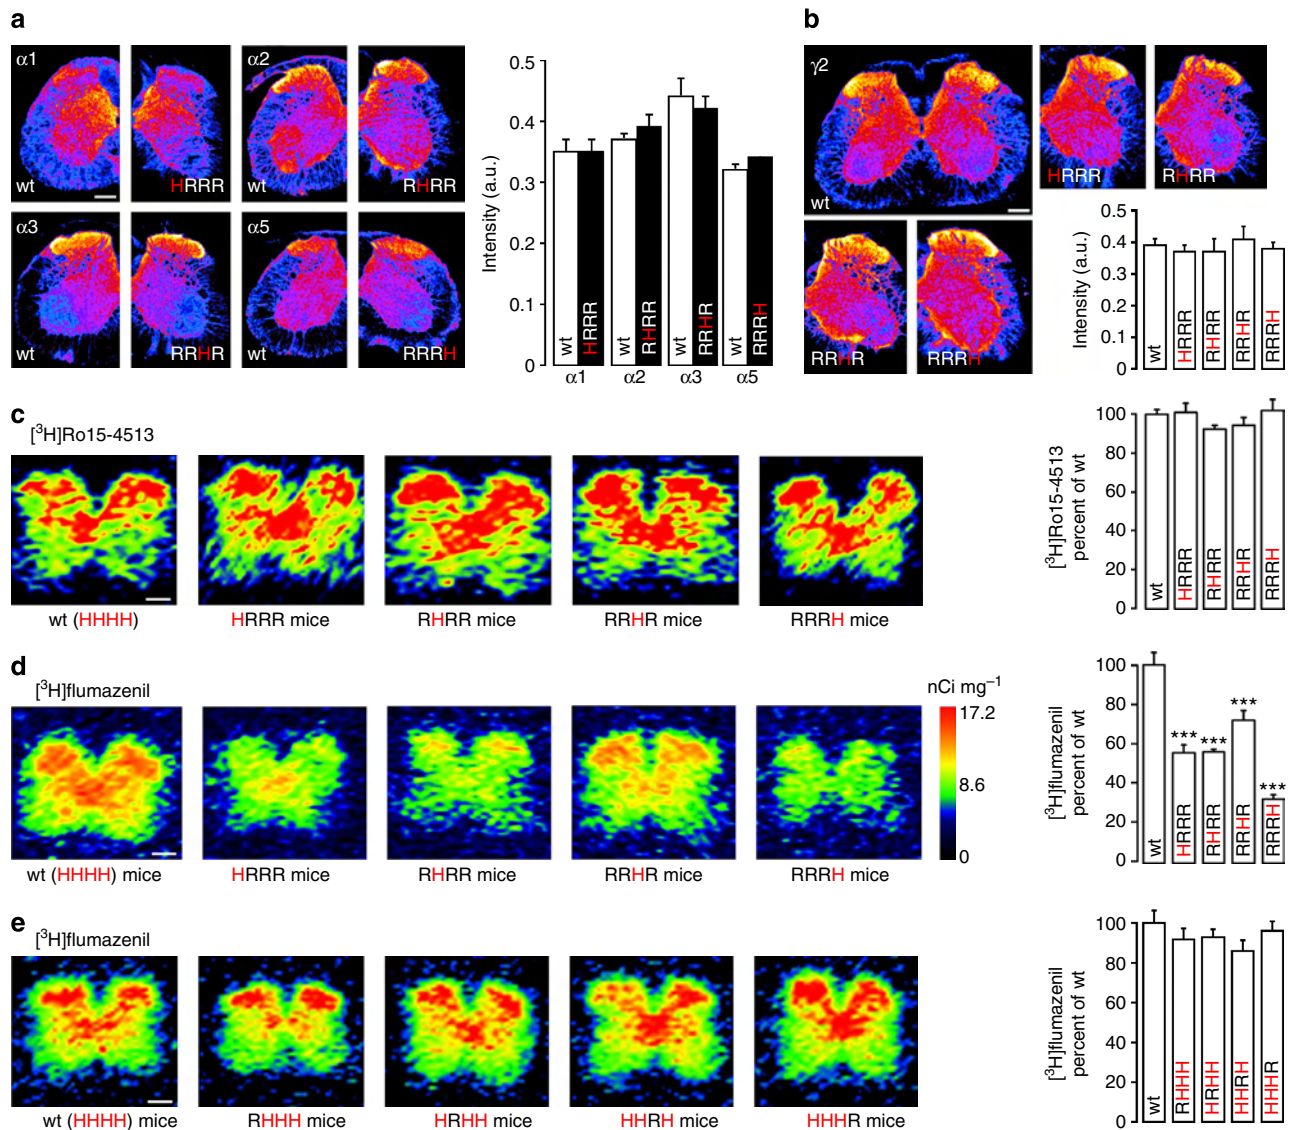 a
α1
wt
HRRR
α2
wt
RHRR
α3
wt
RRHR
α5
wt
RRRH
Intensity (a.u.)
0.5
0.4
0.3
0.2
0.1
0
wt
HRRR
wt
RHRR
wt
RRHR
wt
RRRH
α1 α2 α3 α5
b
γ2
wt
HRRR
RHRR
RRHR
RRRH
Intensity (a.u.)
0.5
0.4
0.3
0.2
0.1
0
wt
HRRR
RHRR
RRHR
RRRH
c
[³H]Ro15-4513
wt (HHHH)
HRRR mice
RHRR mice
RRHR mice
RRRH mice
[³H]Ro15-4513
percent of wt
100
80
60
40
20
0
wt
HRRR
RHRR
RRHR
RRRH
d
[³H]flumazenil
wt (HHHH) mice
HRRR mice
RHRR mice
RRHR mice
RRRH mice
nCi mg⁻¹
17.2
8.6
0
[³H]flumazenil
percent of wt
100
80
60
40
20
0
***
***
***
***
wt
HRRR
RHRR
RRHR
RRRH
e
[³H]flumazenil
wt (HHHH) mice
RHHH mice
HRHH mice
HHRH mice
HHHR mice
[³H]flumazenil
percent of wt
100
80
60
40
20
0
wt
RHHH
HRHH
HHRH
HHHR